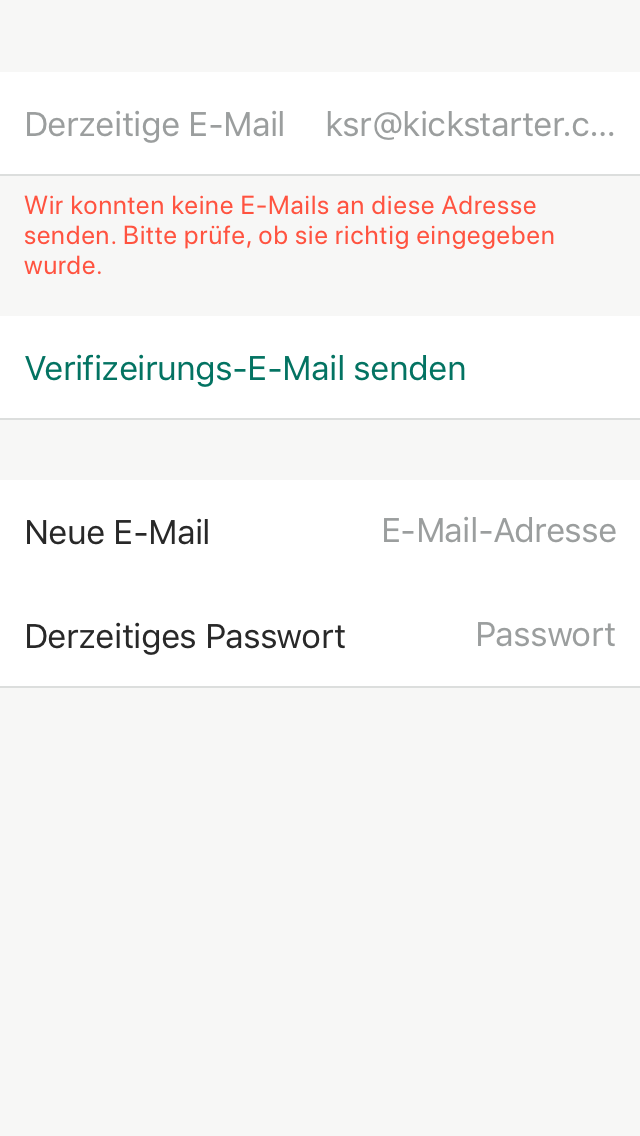 Derzeitige E-Mail ksr@kickstarter.c...
Wir konnten keine E-Mails an diese Adresse
senden. Bitte prüfe, ob sie richtig eingegeben
wurde.
Verifizeirungs-E-Mail senden
Neue E-Mail E-Mail-Adresse
Derzeitiges Passwort Passwort